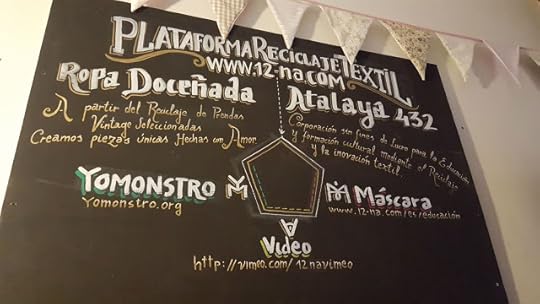 PLATAFORMA RECICLAJE TEXTIL
WWW.12-NA.COM
ROPA DOCEÑADA
A partir del Reciclaje de Prendas
Vintage Seleccionadas
Creamos piezas únicas Hechas con Amor
ATALAYA 432
Corporación sin fines de Lucro para la Educación
y formación cultural mediante el Reciclaje
y la inovación textil.
YOMONSTRO
YOMONSTRO.org
Máscara
www.12-na.com/es/educación
Video
http://vimeo.com/12navimeo